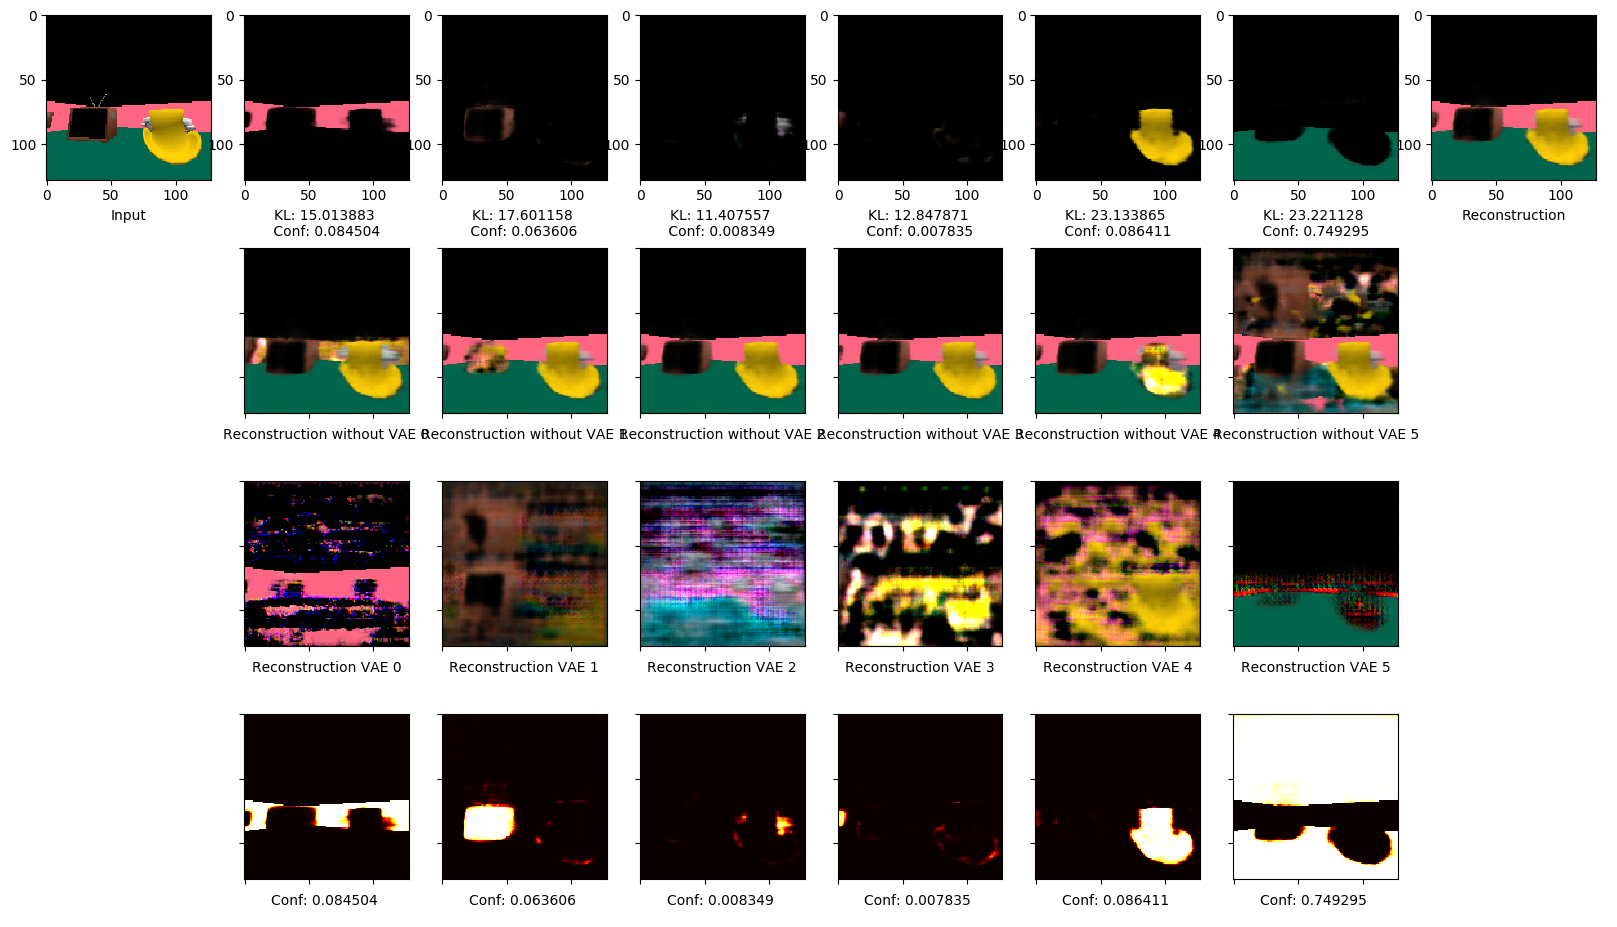 0 0 0 0 0 0 0 0
50 50 50 50 50 50 50 50
100 100 100 100 100 100 100 100
0 50 100 0 50 100 0 50 100 0 50 100 0 50 100 0 50 100 0 50 100 0 50 100
Input KL: 15.013883 KL: 17.601158 KL: 11.407557 KL: 12.847871 KL: 23.133865 KL: 23.221128 Reconstruction
Conf: 0.084504 Conf: 0.063606 Conf: 0.008349 Conf: 0.007835 Conf: 0.086411 Conf: 0.749295
Reconstruction without VAE 0 Reconstruction without VAE 1 Reconstruction without VAE 2 Reconstruction without VAE 3 Reconstruction without VAE 4 Reconstruction without VAE 5
Reconstruction VAE 0 Reconstruction VAE 1 Reconstruction VAE 2 Reconstruction VAE 3 Reconstruction VAE 4 Reconstruction VAE 5
Conf: 0.084504 Conf: 0.063606 Conf: 0.008349 Conf: 0.007835 Conf: 0.086411 Conf: 0.749295